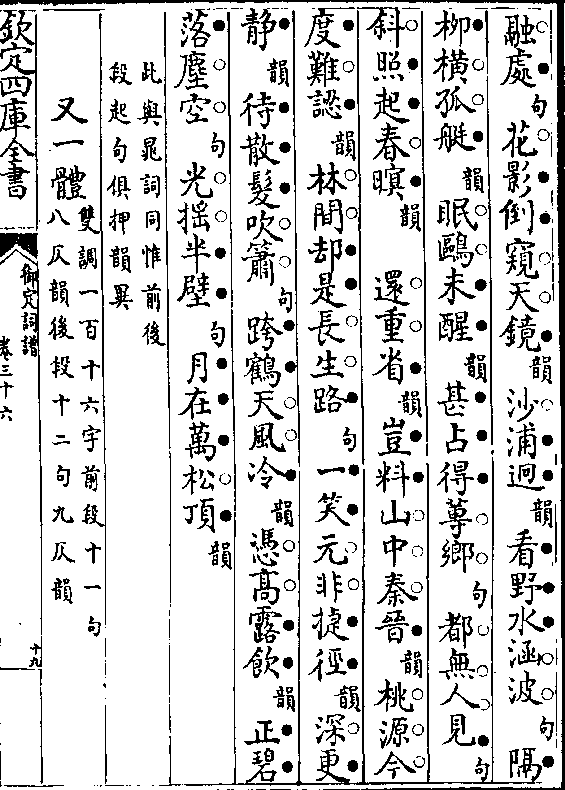 融處句花影倒窺天鏡韻沙浦逈韻看野水涵波句隔
柳橫孤艇韻眠鷗未醒韻甚占得蓴鄉句都無人見句
斜照起春暝韻還重省韻豈料山中秦晉韻桃源今
度難認韻林間却是長生路句一笑元非捷徑韻深更
靜韻待散髮吹簫句跨鶴天風冷韻憑高露飲韻正碧
落塵空句光揺半壁句月在萬松頂韻
此與晁詞同惟前後
段起句俱押韻異
又一體雙調一百十六字前段十一句
八仄韻後段十二句九仄韻
欽定四庫全書
御定詞譜
卷三十六
十九